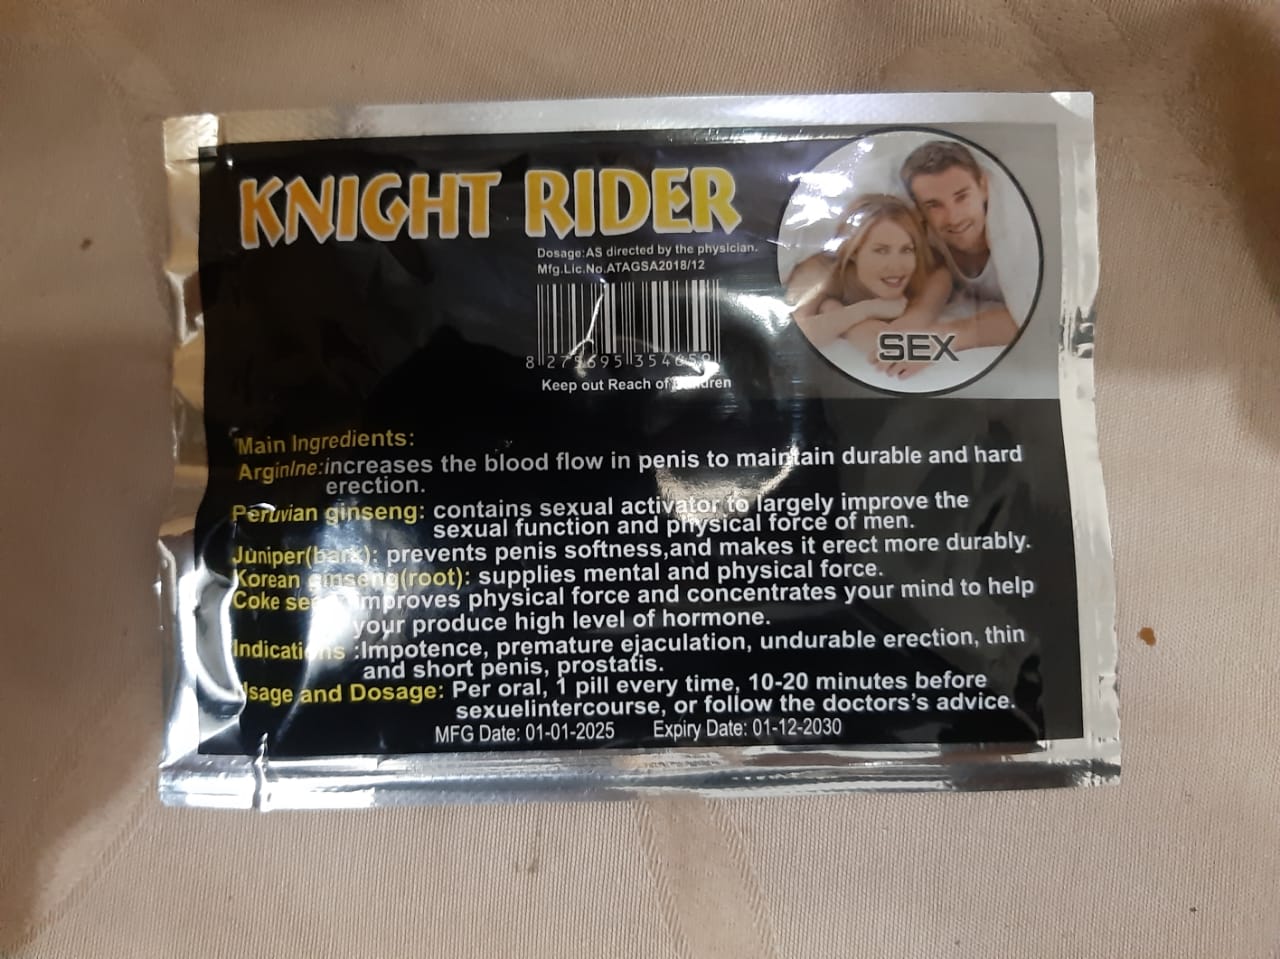 KNIGHT RIDER
Dosage:AS directed by the physician.
Mfg.Lic.No.ATAGSA2018/12
Keep out Reach of
SEX
Main Ingredients:
ArginIne:increases the blood flow in penis to maintain durable and hard
erection.
Peruvian ginseng: contains sexual activator to largely improve the
sexual function and physical force of men.
Juniper(bark): prevents penis softness,and makes it erect more durably.
Korean ginseng(root): supplies mental and physical force.
Coke improves physical force and concentrates your mind to help
your produce high level of hormone.
Indications :Impotence, premature ejaculation, undurable erection, thin
and short penis, prostatis.
Usage and Dosage: Per oral, 1 pill every time, 10-20 minutes before
sexuelintercourse, or follow the doctors's advice.
MFG Date: 01-01-2025 Expiry Date: 01-12-2030